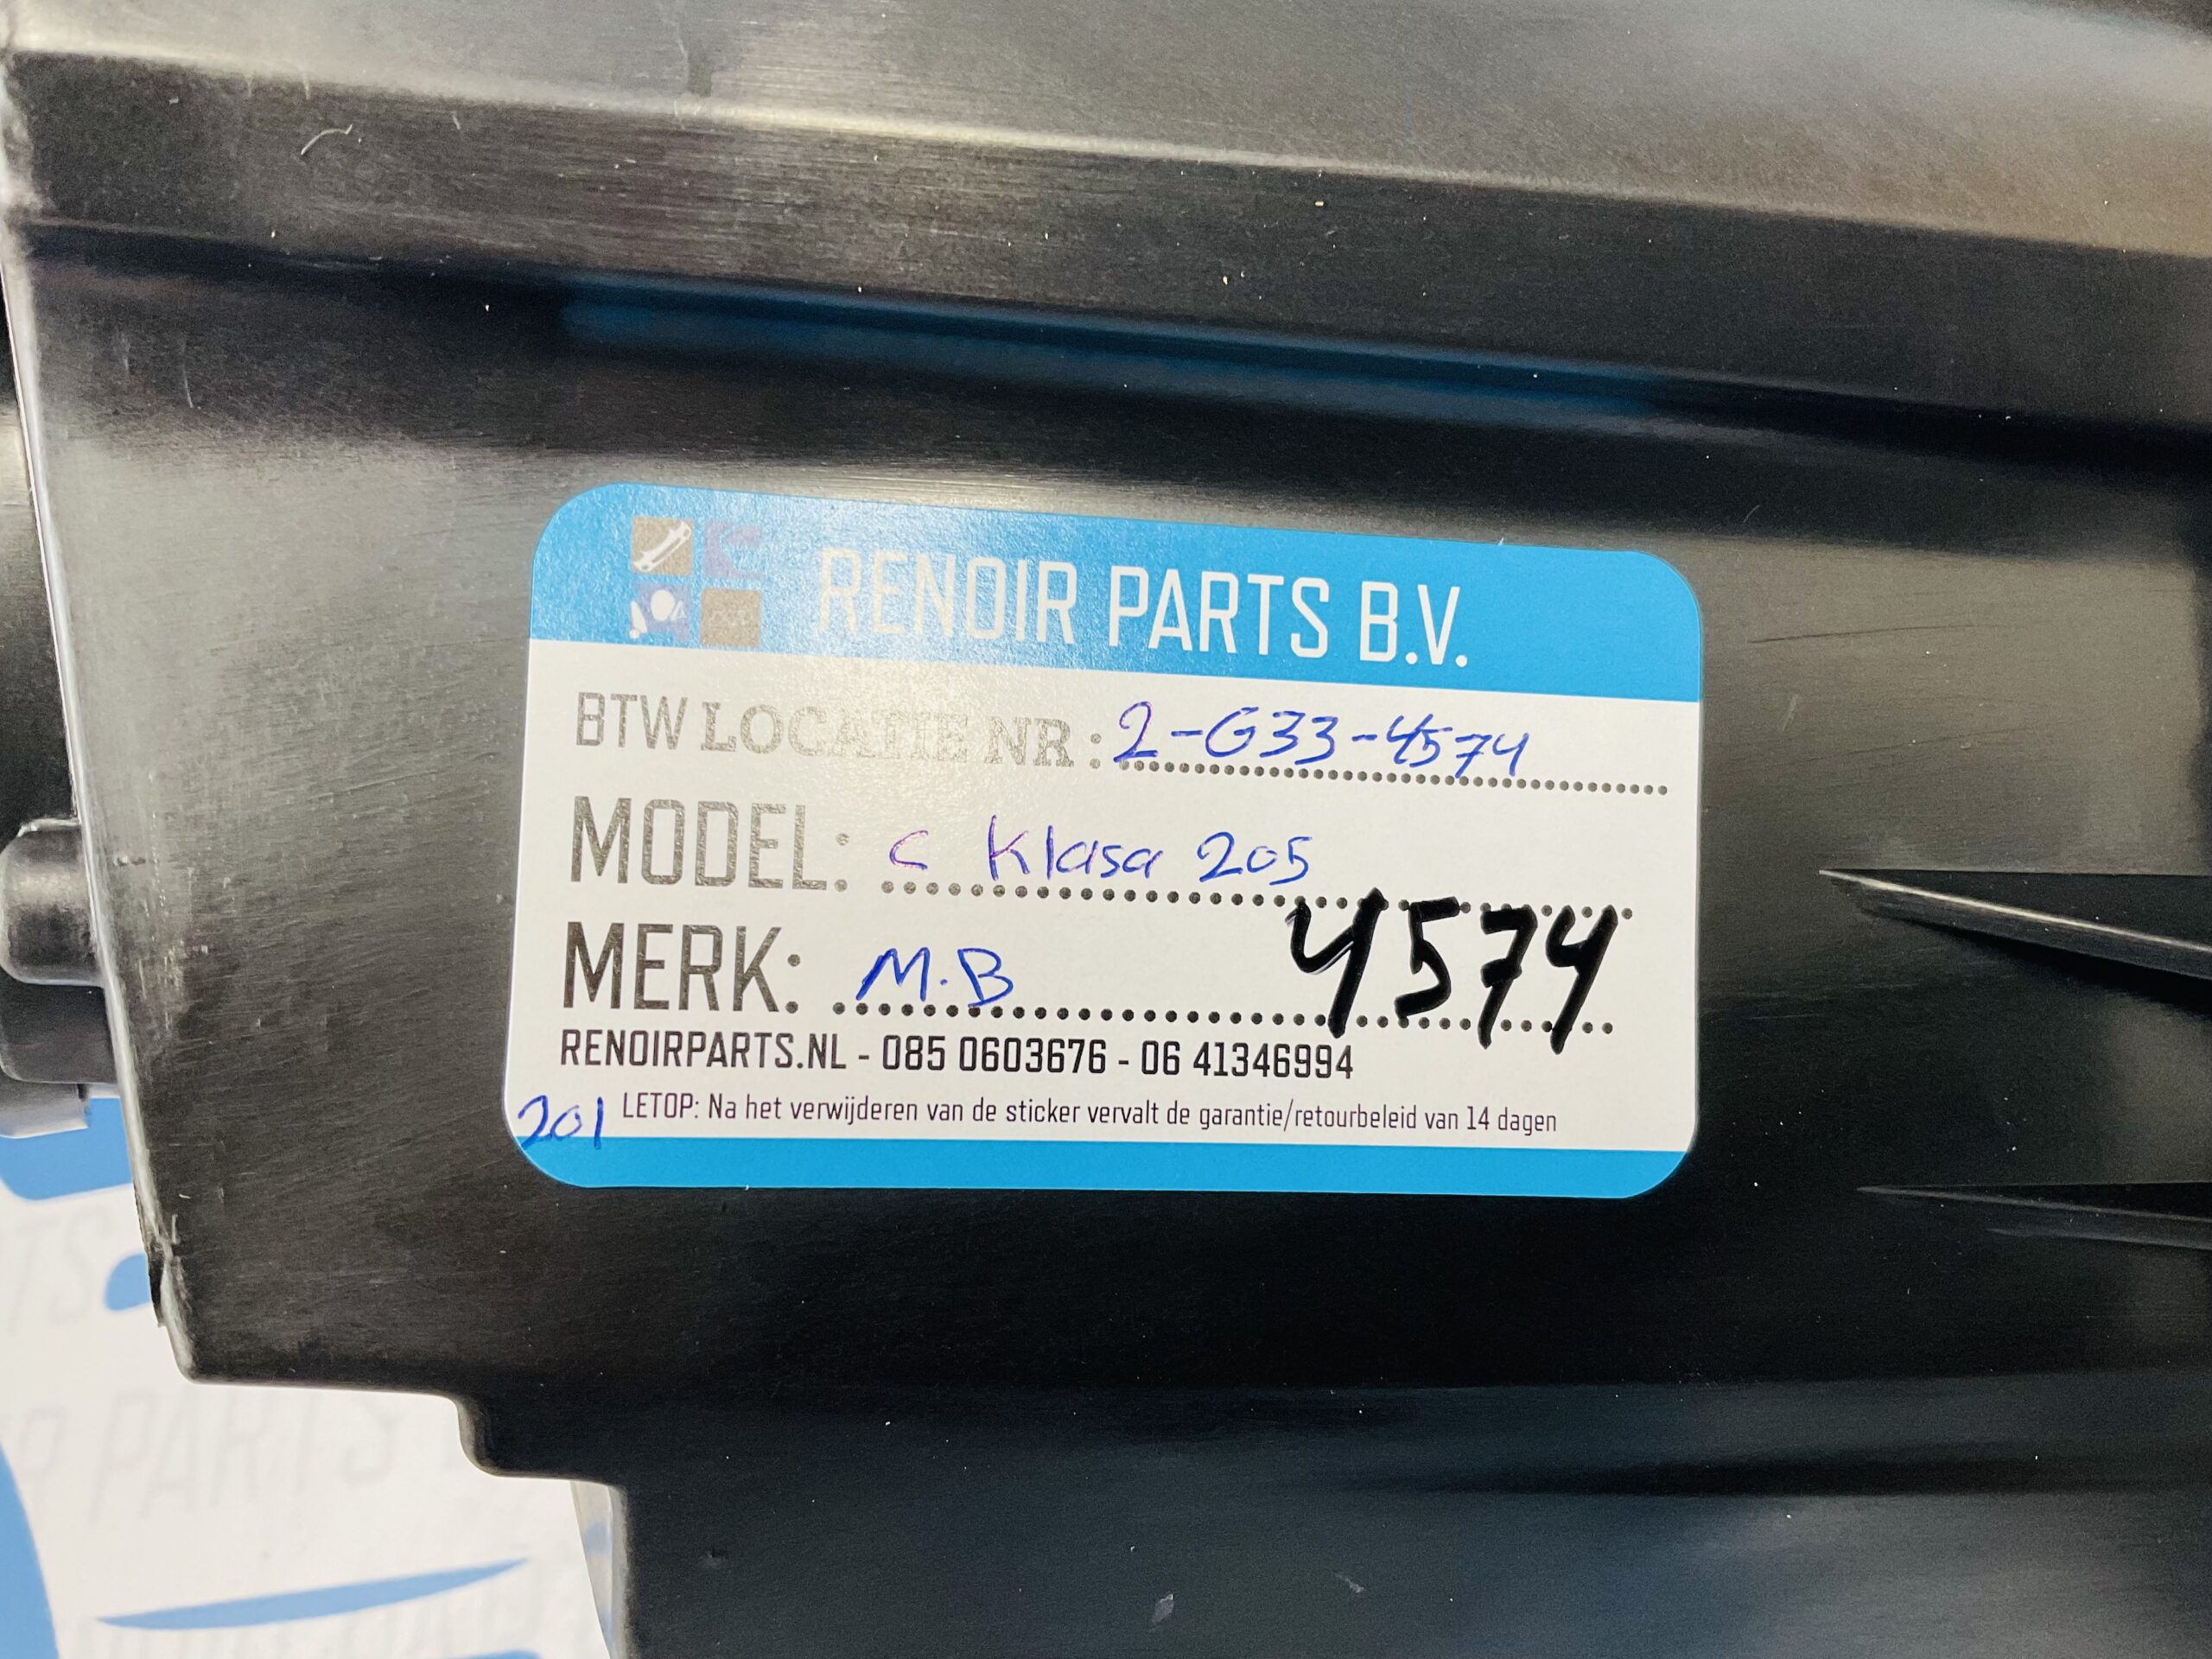 RENOIR PARTS B.V.
BTW LOCATIE NR : 2-G33-4574
MODEL: C Klasa 205
MERK: M.B 4574
RENOIRPARTS.NL - 085 0603676 - 06 41346994
201 LETOP: Na het verwijderen van de sticker vervalt de garantie/retourbeleid van 14 dagen
PARTS